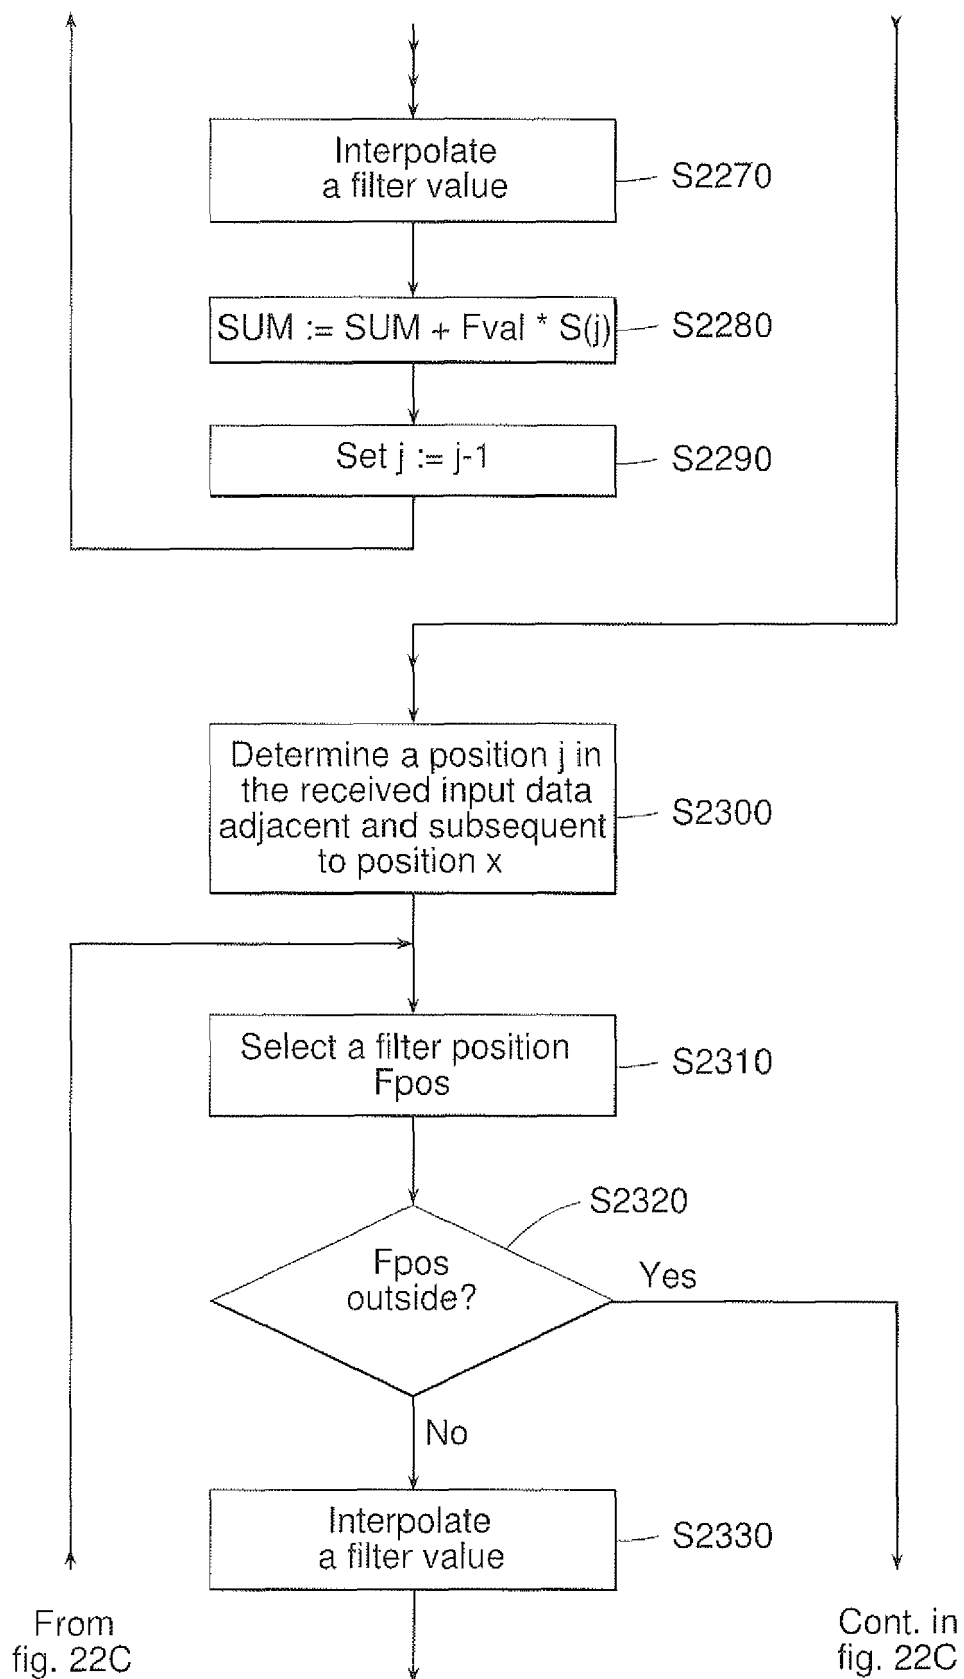 Interpolate
a filter value
S2270
SUM := SUM + Fval * S(j)
S2280
Set j := j-1
S2290
Determine a position j in
the received input data
adjacent and subsequent
to position x
S2300
Select a filter position
Fpos
S2310
S2320
Fpos
outside?
Yes
No
Interpolate
a filter value
S2330
From
fig. 22C
Cont. in
fig. 22C